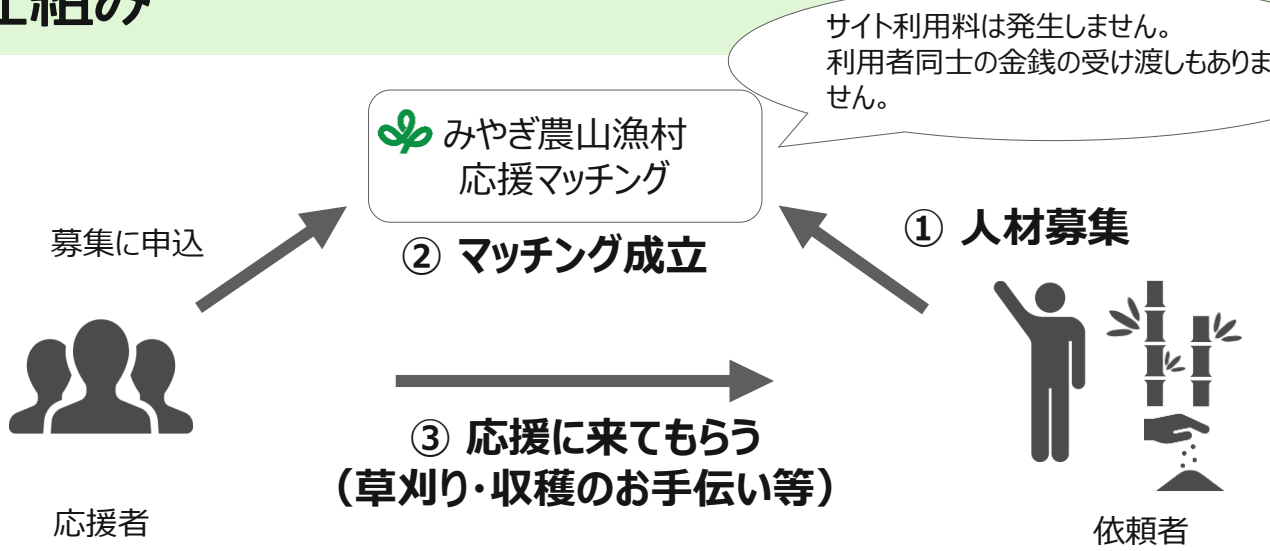 仕組み
サイト利用料は発生しません。
利用者同士の金銭の受け渡しもありま
せん。
みやぎ農山漁村
応援マッチング
① 人材募集
募集に申込
② マッチング成立
③ 応援に来てもらう
（草刈り・収穫のお手伝い等）
応援者
依頼者